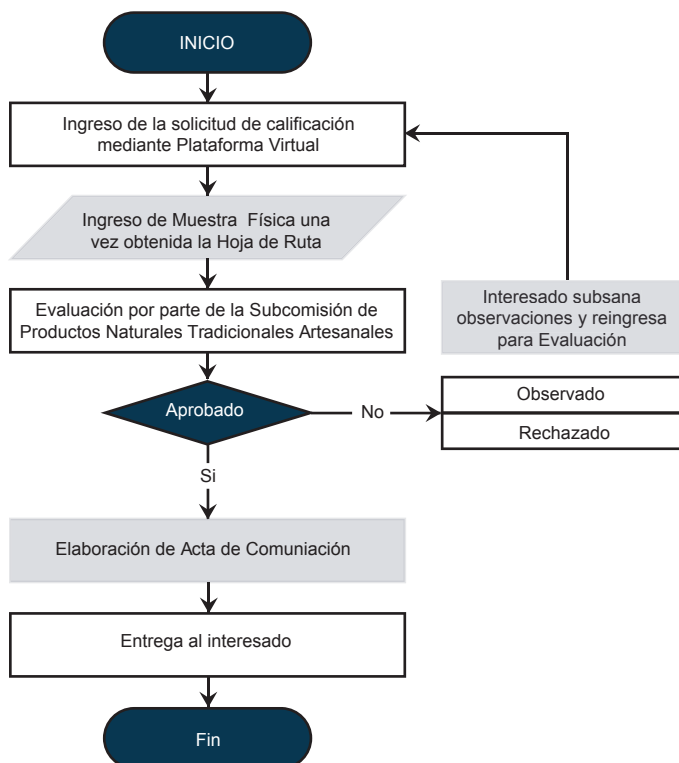 INICIO
Ingreso de la solicitud de calificación
mediante Plataforma Virtual
Ingreso de Muestra Física una
vez obtenida la Hoja de Ruta
Evaluación por parte de la Subcomisión de
Productos Naturales Tradicionales Artesanales
Interesado subsana
observaciones y reingresa
para Evaluación
Aprobado
No
Observado
Rechazado
Si
Elaboración de Acta de Comuniación
Entrega al interesado
Fin